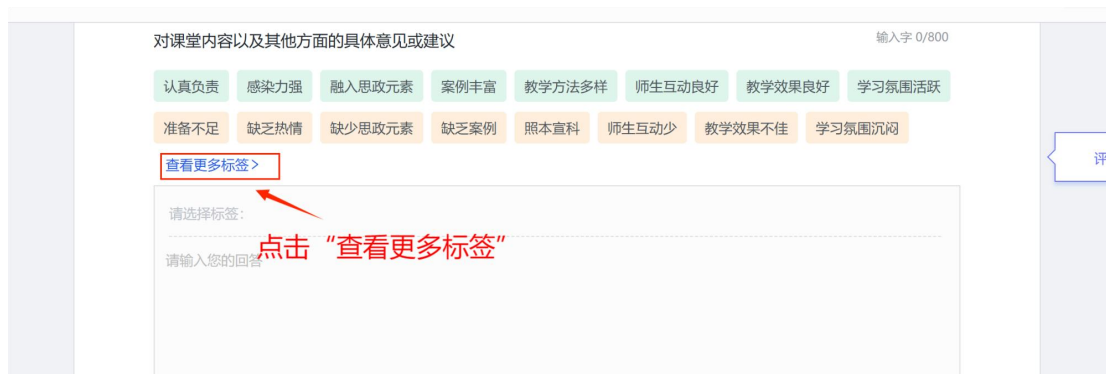 对课堂内容以及其他方面的具体意见或建议 输入字 0/800
认真负责 感染力强 融入思政元素 案例丰富 教学方法多样 师生互动良好 教学效果良好 学习氛围活跃
准备不足 缺乏热情 缺少思政元素 缺乏案例 照本宣科 师生互动少 教学效果不佳 学习氛围沉闷
查看更多标签>
评
请选择标签：
点击“查看更多标签”
请输入您的回答